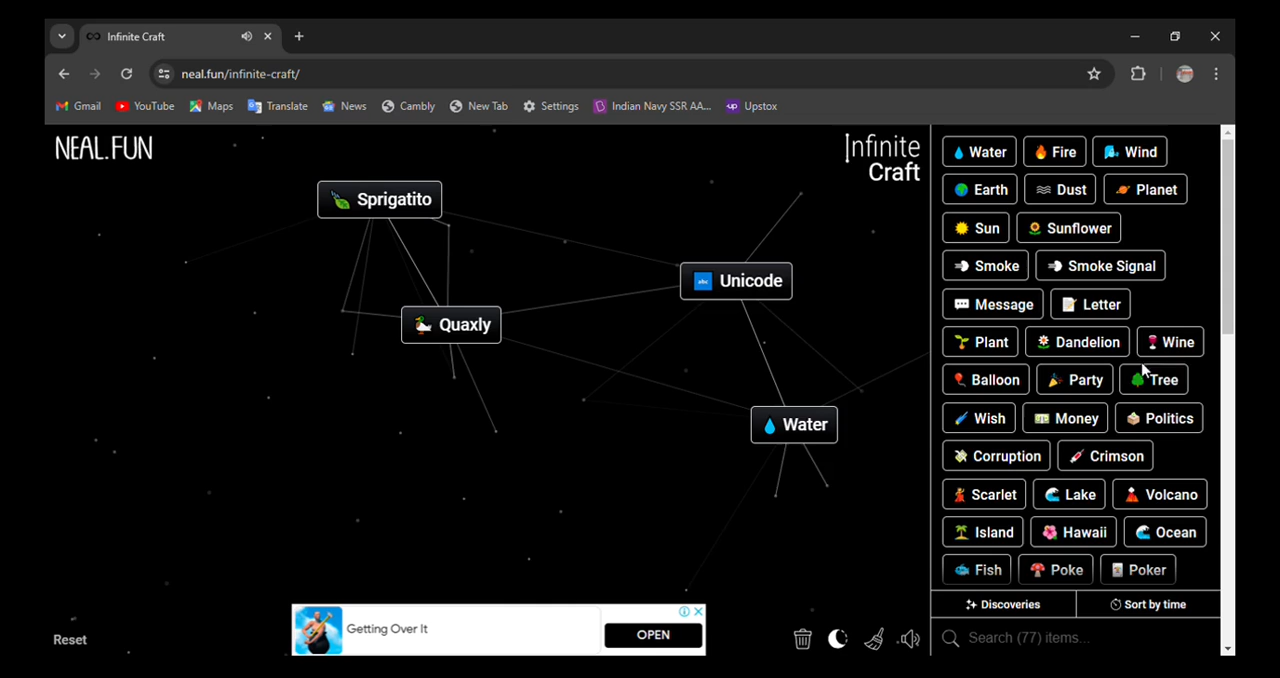 Infinite Craft
neal.fun/infinite-craft/
Gmail YouTube Maps Translate News Cambly New Tab Settings Indian Navy SSR AA... Upstox
NEAL.FUN
Infinite
Craft
Sprigatito
Unicode
Quaxly
Water
Water Fire Wind
Earth Dust Planet
Sun Sunflower
Smoke Smoke Signal
Message Letter
Plant Dandelion Wine
Balloon Party Tree
Wish Money Politics
Corruption Crimson
Scarlet Lake Volcano
Island Hawaii Ocean
Fish Poke Poker
Discoveries Sort by time
Search (77) items...
Getting Over It
OPEN
Reset